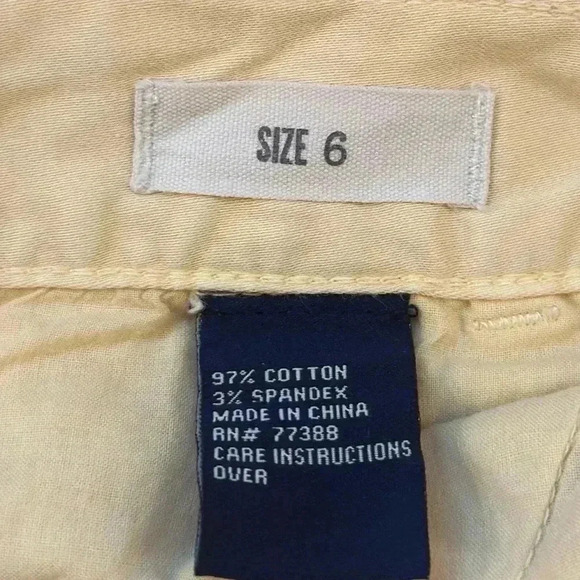 SIZE 6
97% COTTON
3% SPANDEX
MADE IN CHINA
RN# 77388
CARE INSTRUCTIONS
OVER